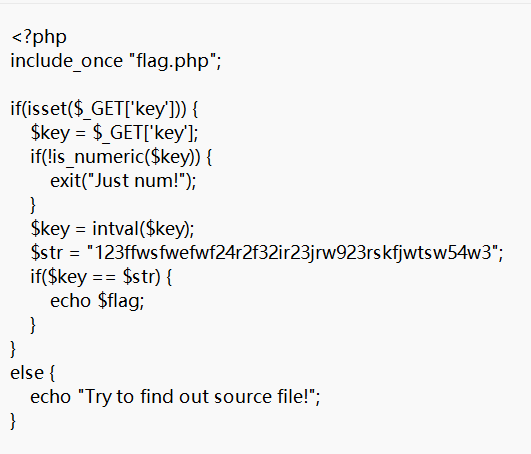 <?php
include_once "flag.php";
if(isset($_GET['key'])) {
$key = $_GET['key'];
if(!is_numeric($key)) {
exit("Just num!");
}
$key = intval($key);
$str = "123ffwsfwefwf24r2f32ir23jrw923rskfjwtsw54w3";
if($key == $str) {
echo $flag;
}
}
else {
echo "Try to find out source file!";
}